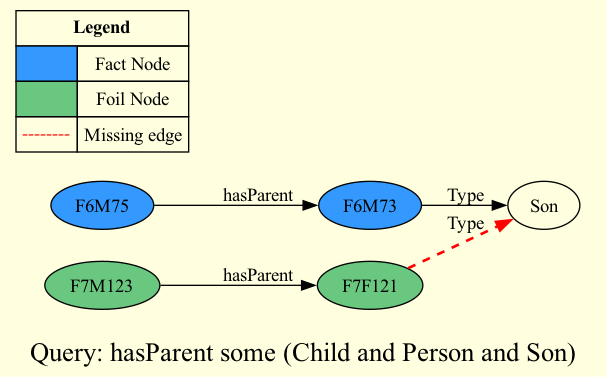 Legend
Fact Node
Foil Node
Missing edge
F6M75 hasParent F6M73 Type Son
Type
F7M123 hasParent F7F121
Query: hasParent some (Child and Person and Son)